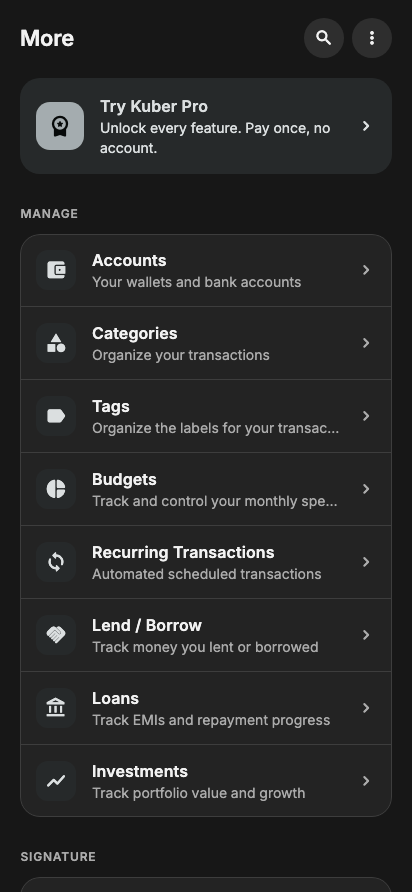 More
Try Kuber Pro
Unlock every feature. Pay once, no
account.
MANAGE
Accounts
Your wallets and bank accounts
Categories
Organize your transactions
Tags
Organize the labels for your transac...
Budgets
Track and control your monthly spe...
Recurring Transactions
Automated scheduled transactions
Lend / Borrow
Track money you lent or borrowed
Loans
Track EMIs and repayment progress
Investments
Track portfolio value and growth
SIGNATURE